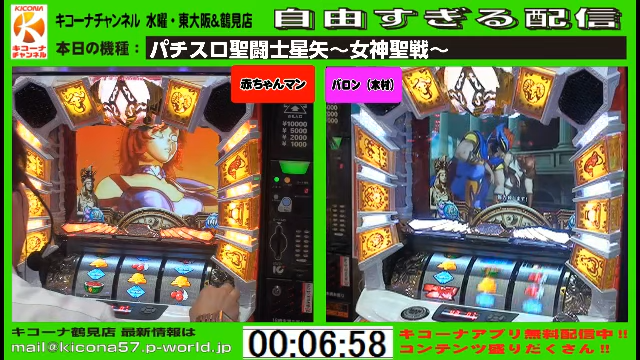 KICONA
キコーナ
チャンネル
キコーナチャンネル 水曜・東大阪&鶴見店
自由すぎる配信
本日の機種：
パチスロ聖闘士星矢～女神聖戦～
赤ちゃんマン
バロン（木村）
¥10000
¥5000
¥2000
¥1000
キコーナ鶴見店 最新情報は
mail@kicona57.p-world.jp
00:06:58
キコーナアプリ無料配信中!!
コンテンツ盛りだくさん!!